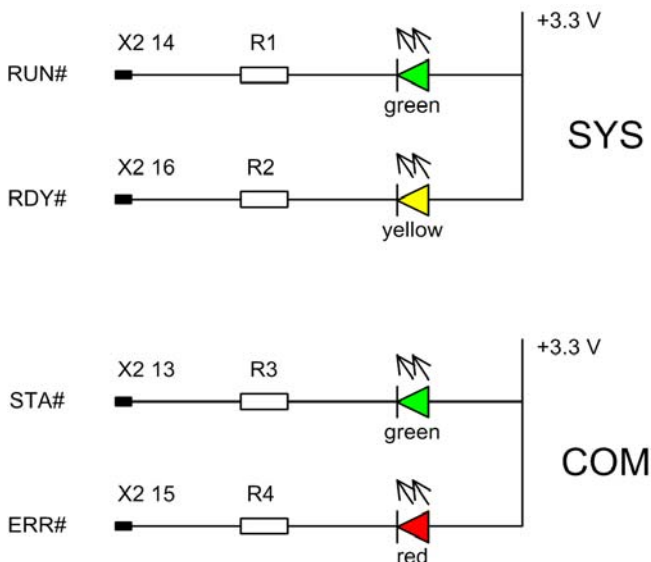 +3.3 V
X2 14 R1
RUN#
green
SYS
X2 16 R2
RDY#
yellow
+3.3 V
X2 13 R3
STA#
green
COM
X2 15 R4
ERR#
red